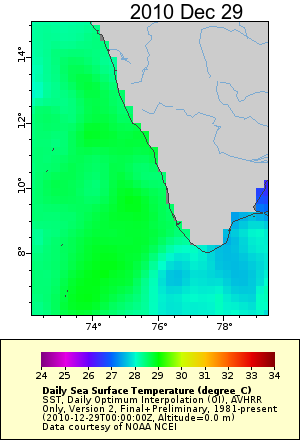 2010 Dec 29
14°
12°
10°
8°
74°
76°
78°
24 25 26 27 28 29 30 31 32 33 34
Daily Sea Surface Temperature (degree_C)
SST, Daily Optimum Interpolation (OI), AVHRR
Only, Version 2, Final+Preliminary, 1981-present
(2010-12-29T00:00:00Z, Altitude=0.0 m)
Data courtesy of NOAA NCEI